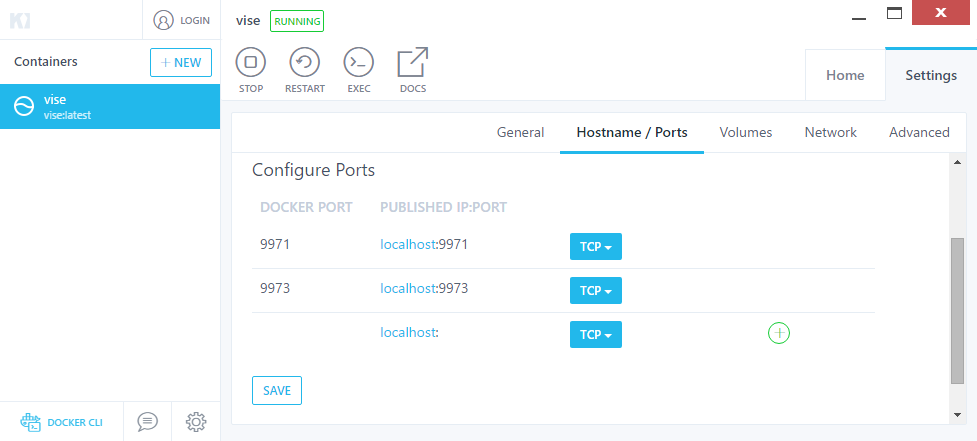 LOGIN
vise RUNNING
Containers
+ NEW
STOP RESTART EXEC DOCS
Home Settings
vise
vise:latest
General Hostname / Ports Volumes Network Advanced
Configure Ports
DOCKER PORT PUBLISHED IP:PORT
9971 localhost:9971 TCP
9973 localhost:9973 TCP
localhost: TCP
SAVE
DOCKER CLI